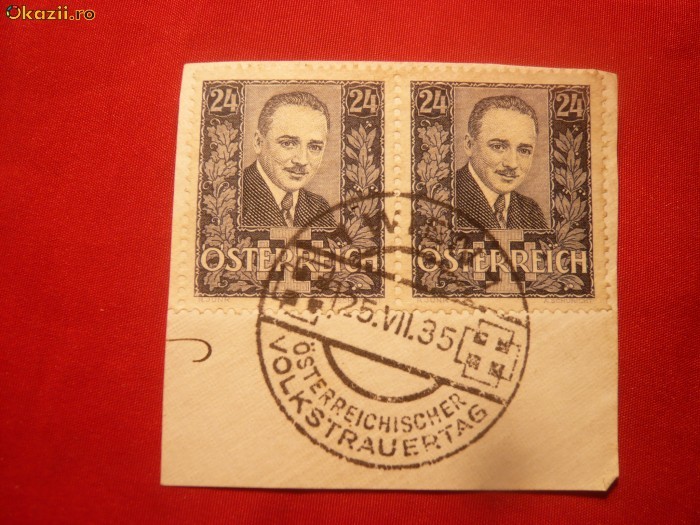 Okazii.ro
24 24 24 24
ÖSTERREICH ÖSTERREICH
25.VII.35
ÖSTERREICHISCHER
VOLKSTRAUERTAG